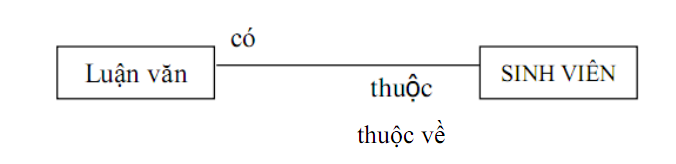 có
Luận văn
SINH VIÊN
thuộc
thuộc về